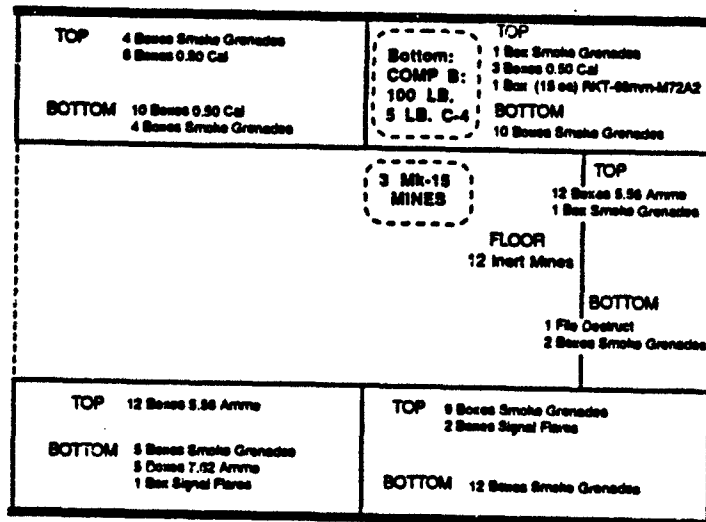 TOP 4 Boxes Smoke Grenades
6 Boxes 0.50 Cal
BOTTOM 10 Boxes 0.50 Cal
4 Boxes Smoke Grenades
Bottom:
COMP B:
100 LB.
5 LB. C-4
TOP
1 Box Smoke Grenades
3 Boxes 0.50 Cal
1 Box (15 ea) RKT-66mm-M72A2
BOTTOM
10 Boxes Smoke Grenades
3 Mk-15
MINES
TOP
12 Boxes 5.56 Ammo
1 Box Smoke Grenades
FLOOR
12 Inert Mines
BOTTOM
1 File Destruct
2 Boxes Smoke Grenades
TOP 12 Boxes 5.56 Ammo
BOTTOM 5 Boxes Smoke Grenades
5 Boxes 7.62 Ammo
1 Box Signal Flares
TOP 9 Boxes Smoke Grenades
2 Boxes Signal Flares
BOTTOM 12 Boxes Smoke Grenades